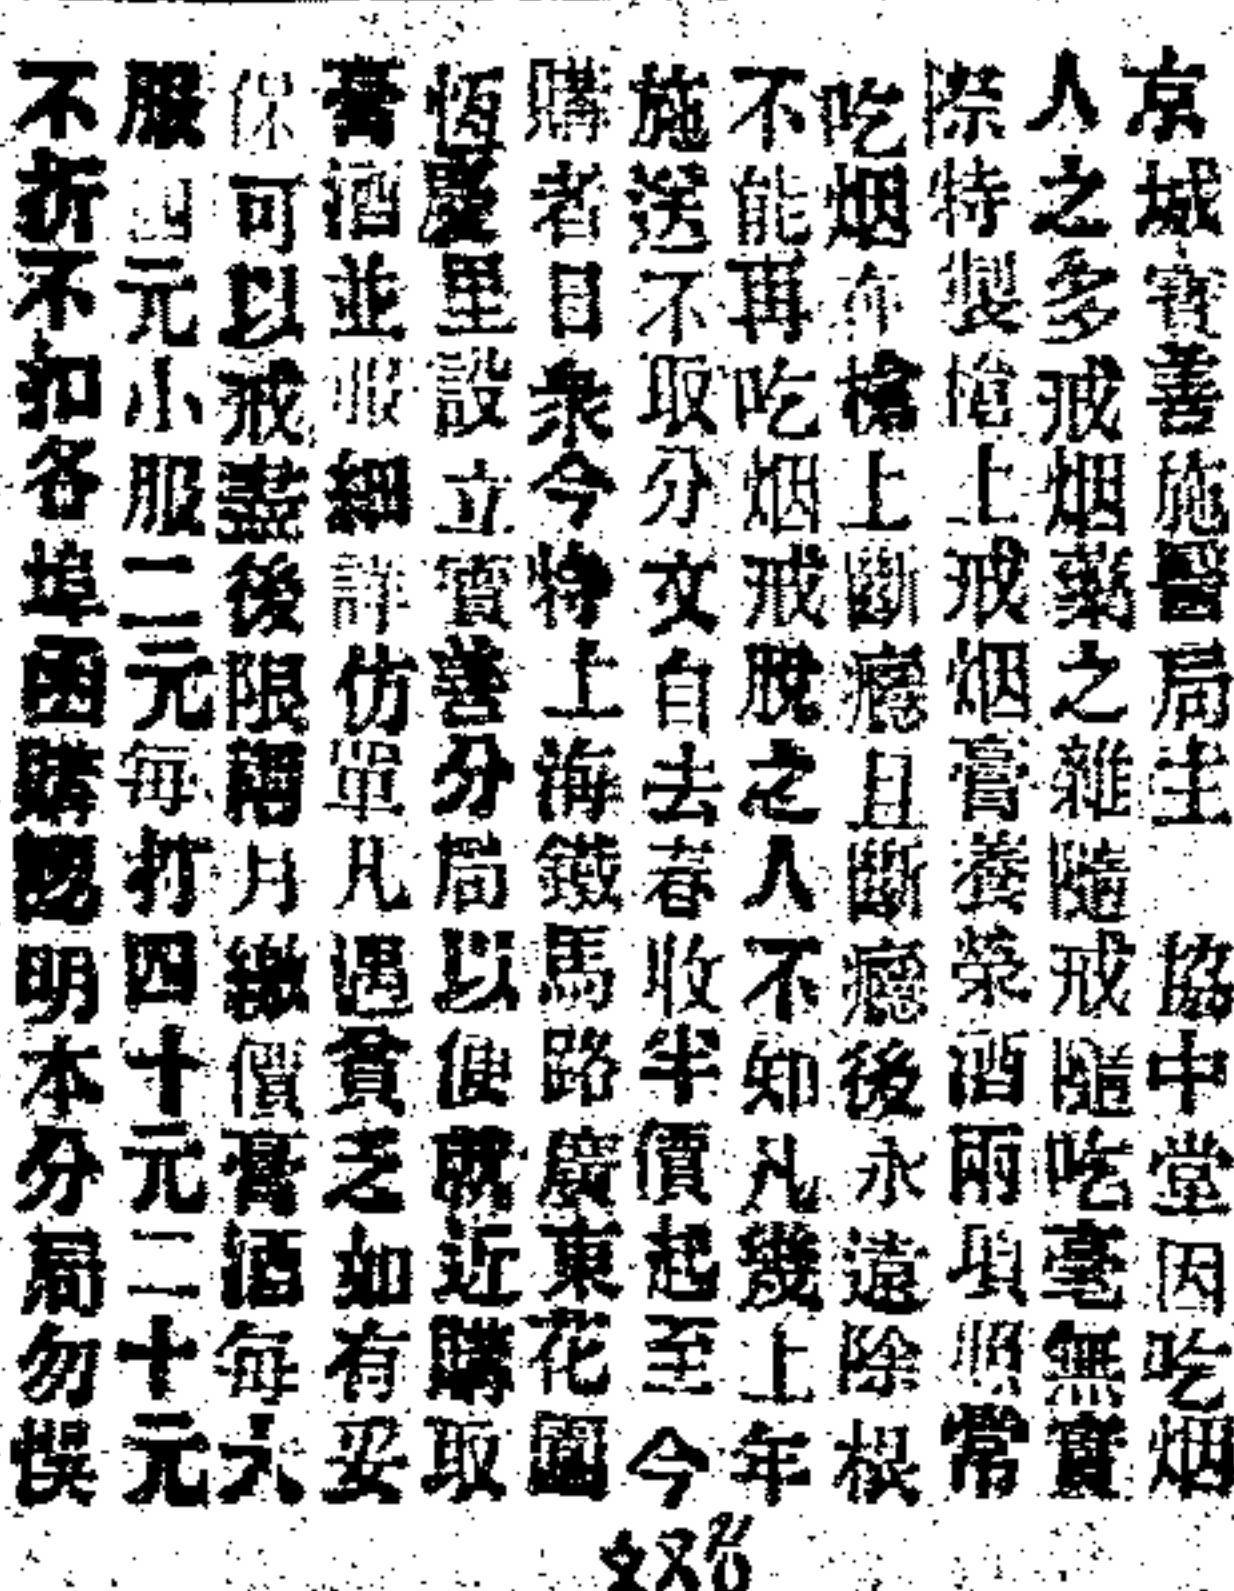 京城寶善施醫局主 協中堂因吃烟
人之多戒烟藥之雜隨戒隨吃毫無實
際特製槍上戒烟膏養榮酒兩項照常
吃烟在槍上斷癮且斷癮後永遠除根
不能再吃烟戒脫之人不知凡幾上年
施送不取分文自去春收半價起至今
購者日衆今特上海鐵馬路廣東花園
恆慶里設立寶善分局以便就近購取
膏酒並服細詳仿單凡遇貧乏如有妥
保可以戒盡後限兩月繳價膏酒每大
服四元小服二元每打四十元二十元
不折不扣各埠函購認明本分局勿悞